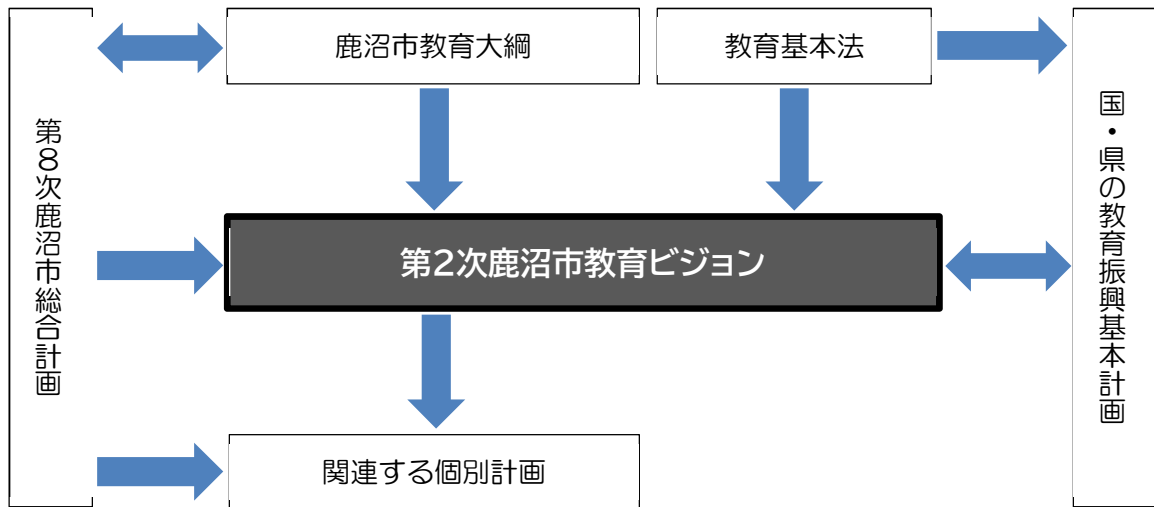 鹿沼市教育大綱
教育基本法
第8次鹿沼市総合計画
国・県の教育振興基本計画
第2次鹿沼市教育ビジョン
関連する個別計画